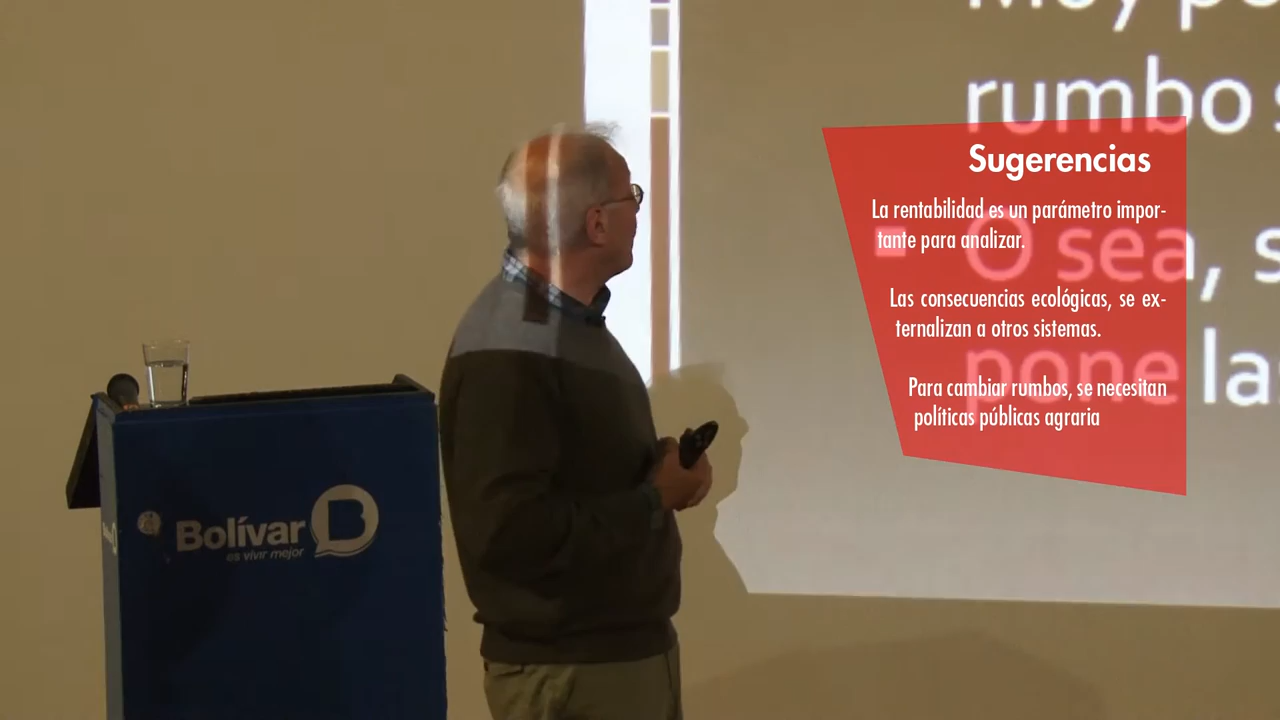 rumbo
Sugerencias
La rentabilidad es un parámetro impor-
tante para analizar.
O sea,
Las consecuencias ecológicas, se ex-
ternalizan a otros sistemas.
pone
Para cambiar rumbos, se necesitan
políticas públicas agraria
Bolívar B
es vivir mejor